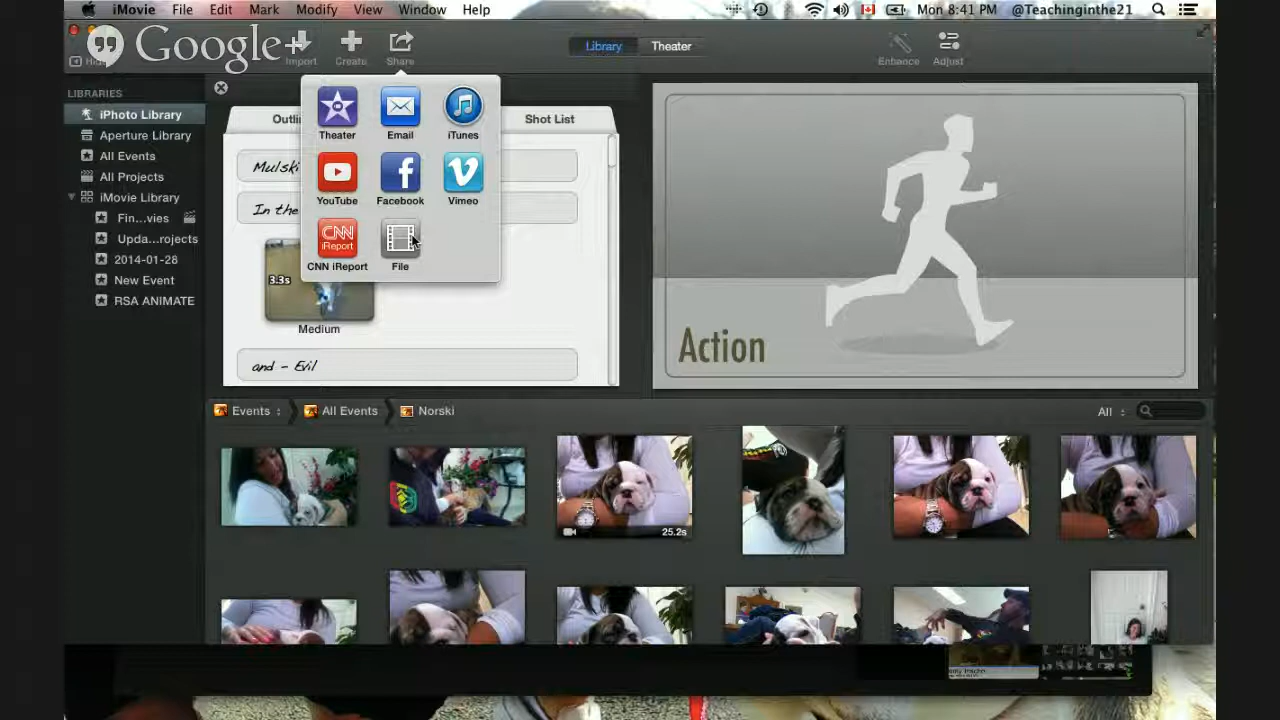 iMovie File Edit Mark Modify View Window Help Mon 8:41 PM @Teachinginthe21
Google+
Import Create Share Library Theater Enhance Adjust
LIBRARIES
iPhoto Library
Aperture Library
All Events
All Projects
iMovie Library
Fin...vies
Upda...rojects
2014-01-28
New Event
RSA ANIMATE
Shot List
Theater Email iTunes
YouTube Facebook Vimeo
CNN iReport
CNN iReport File
In the
3.3s
Medium
and - Evil
Action
Events All Events Norski All
25.2s